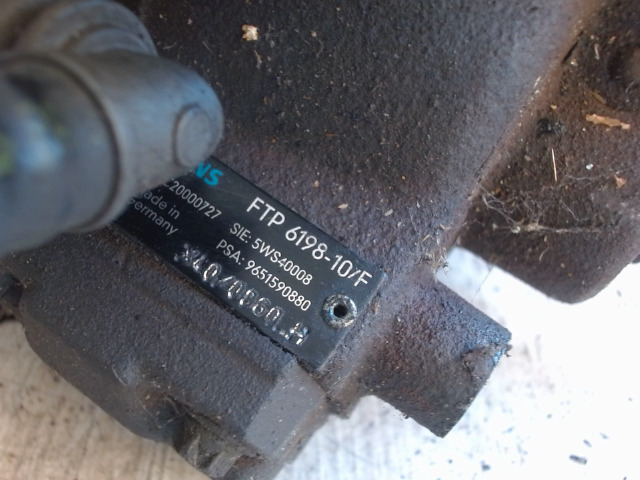 NS
FTP 6198-10/F
20000727
SIE: 5WS40008
made in
PSA: 9651590880
Germany